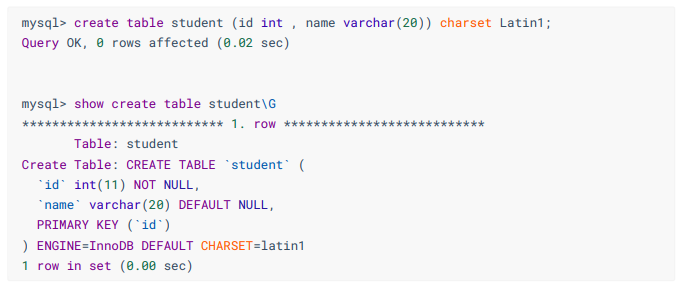 mysql> create table student (id int , name varchar(20)) charset Latin1;
Query OK, 0 rows affected (0.02 sec)
mysql> show create table student\G
*************************** 1. row ***************************
Table: student
Create Table: CREATE TABLE `student` (
`id` int(11) NOT NULL,
`name` varchar(20) DEFAULT NULL,
PRIMARY KEY (`id`)
) ENGINE=InnoDB DEFAULT CHARSET=latin1
1 row in set (0.00 sec)